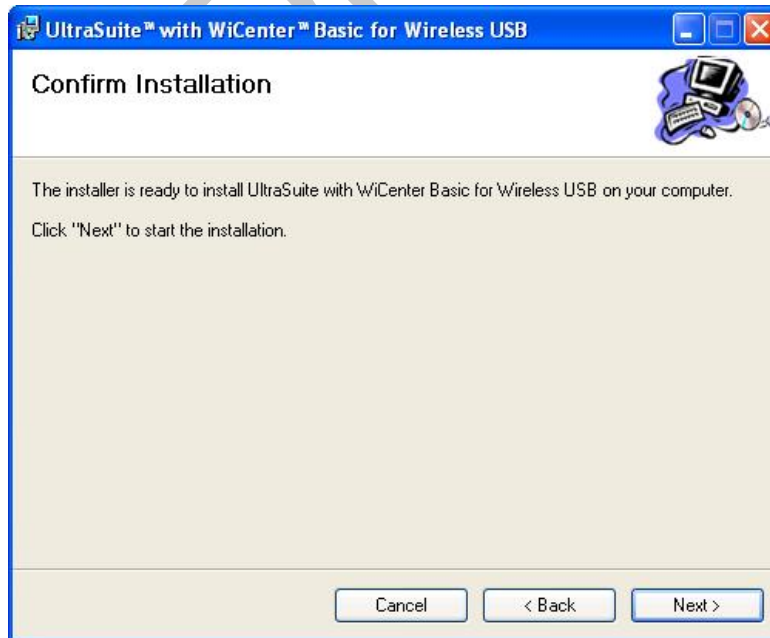 UltraSuite™ with WiCenter™ Basic for Wireless USB
Confirm Installation
The installer is ready to install UltraSuite with WiCenter Basic for Wireless USB on your computer.
Click "Next" to start the installation.
Cancel
< Back
Next >